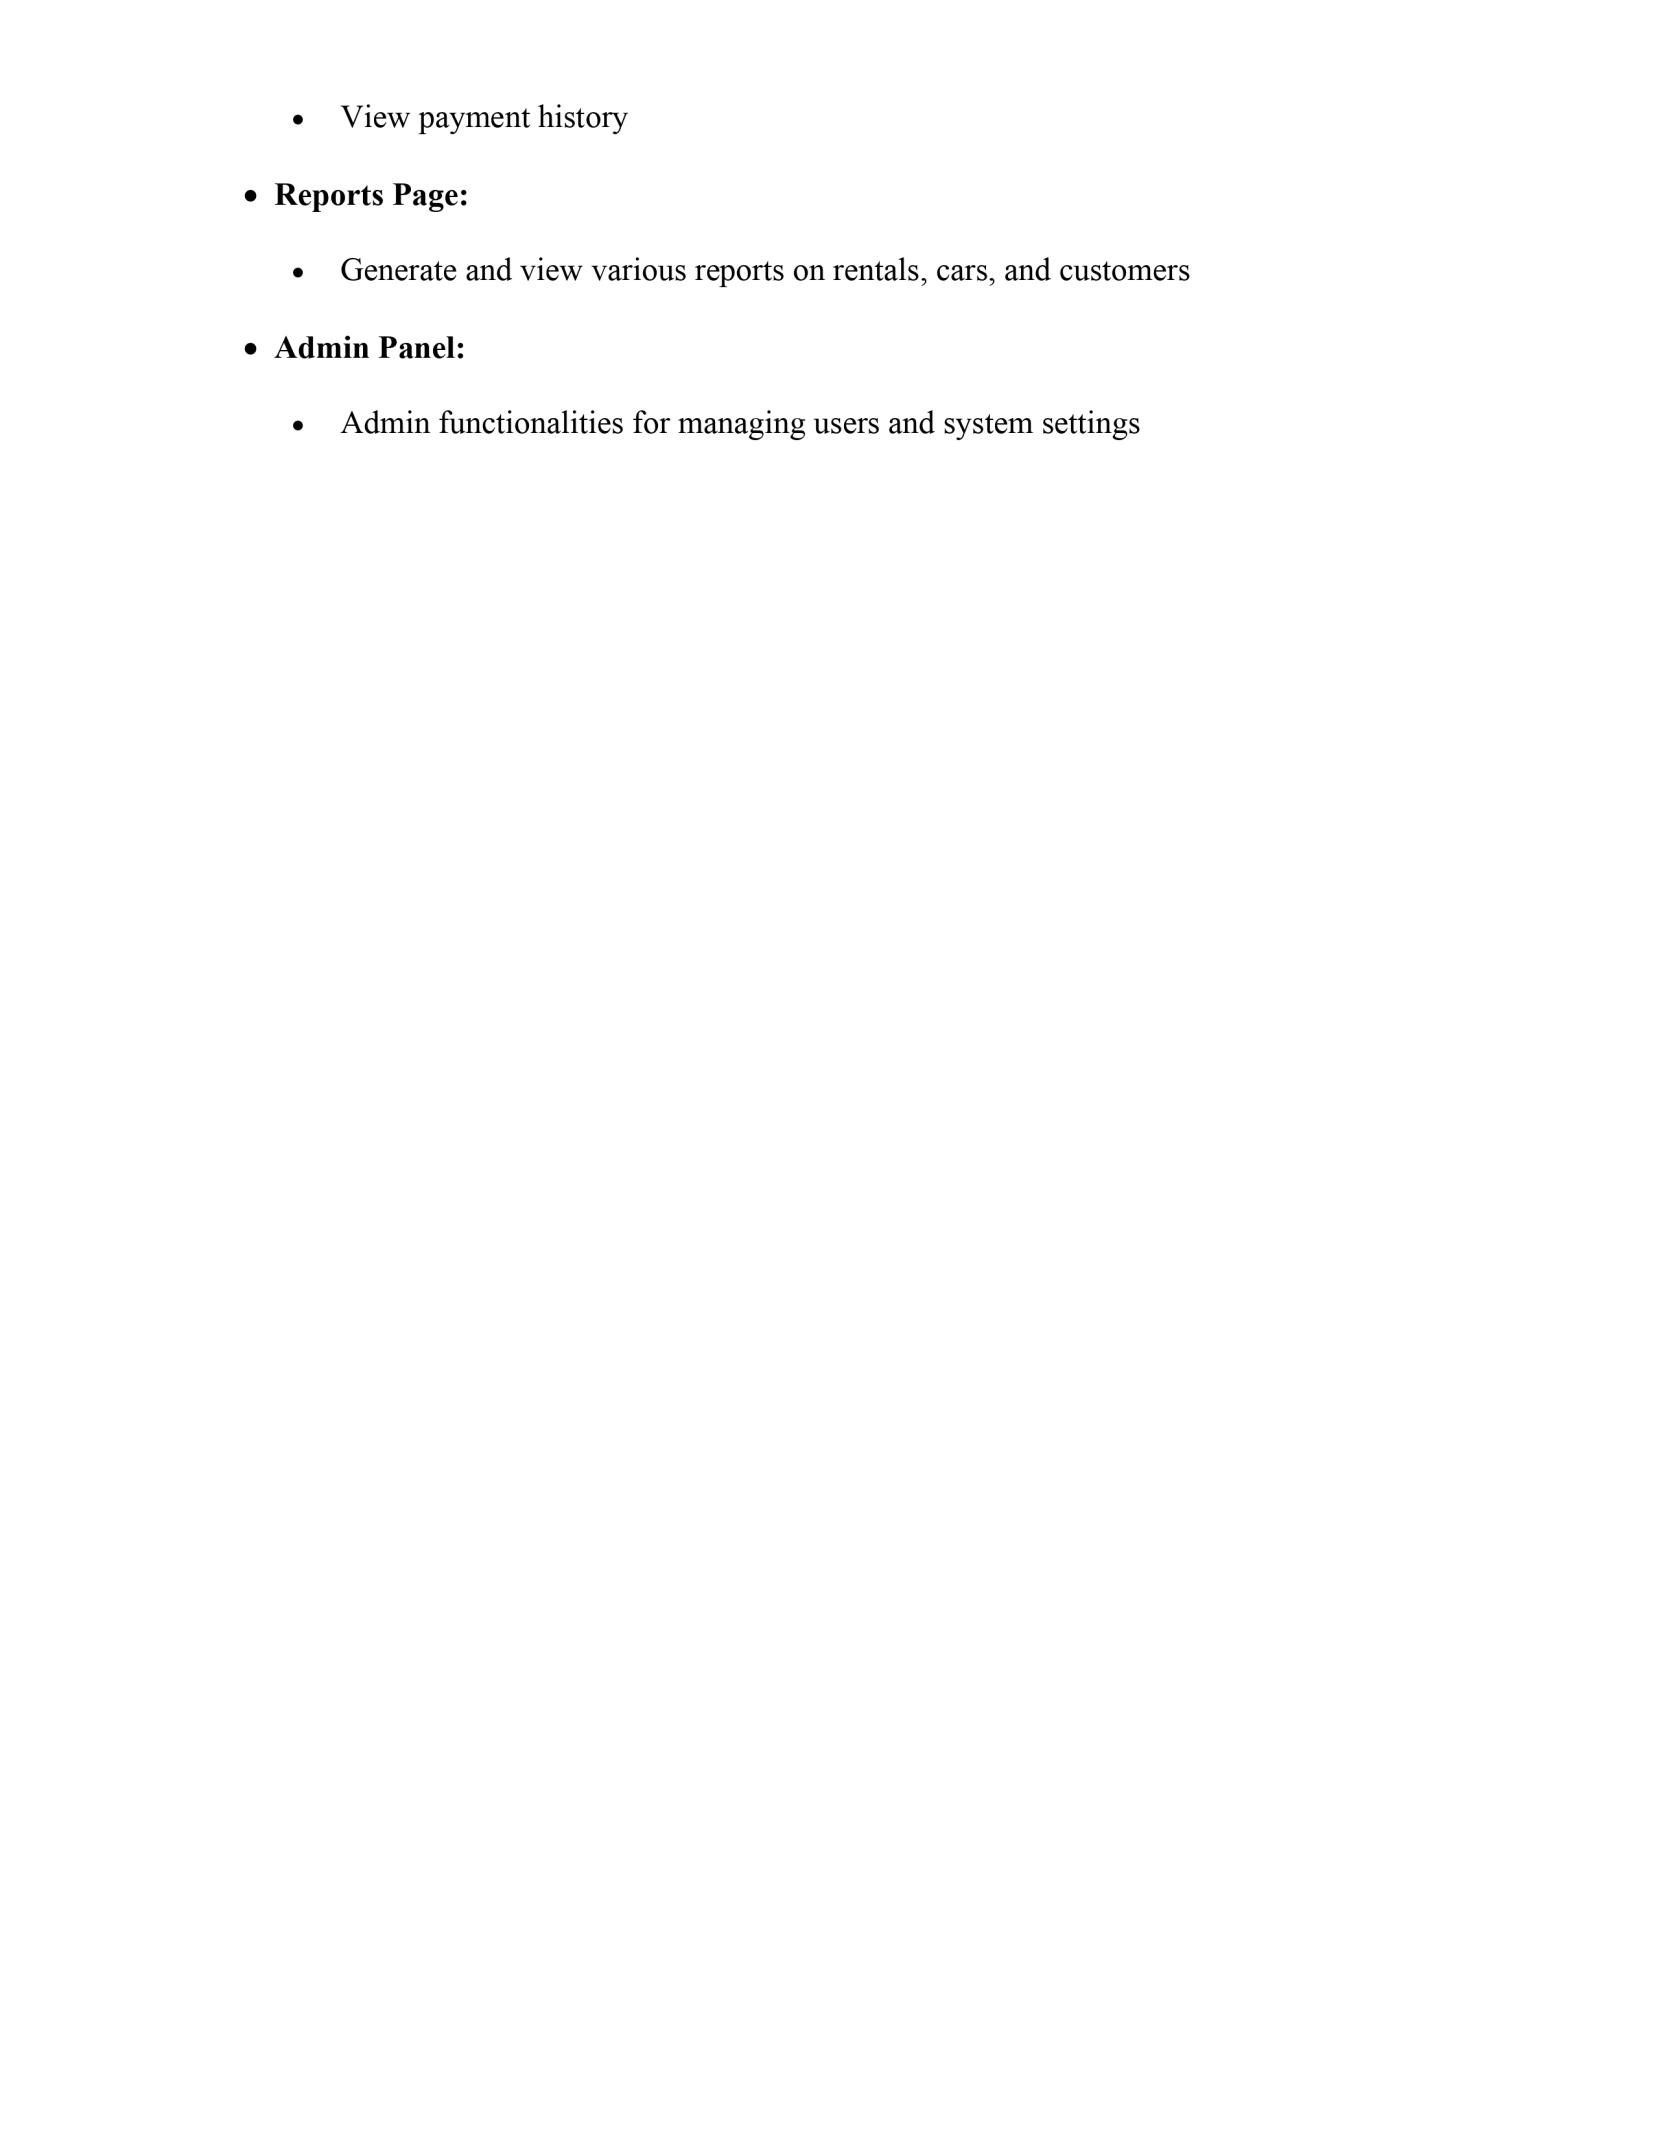 • View payment history
• Reports Page:
• Generate and view various reports on rentals, cars, and customers
• Admin Panel:
• Admin functionalities for managing users and system settings